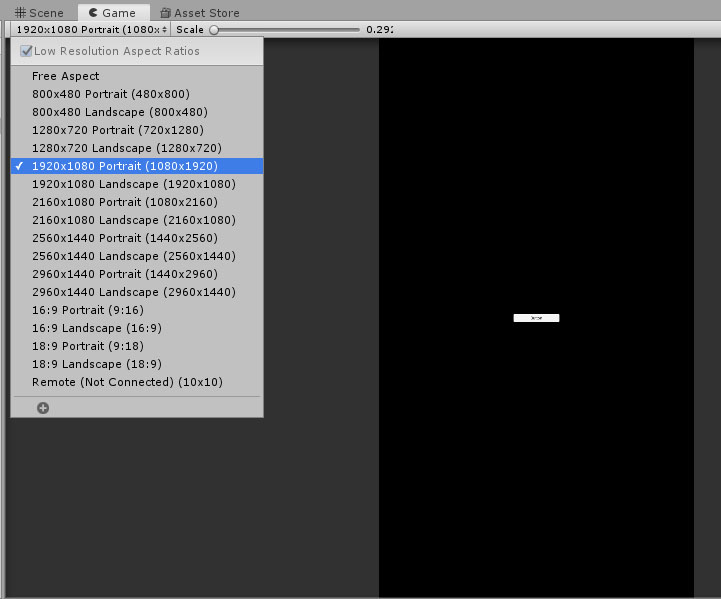 Scene
Game
Asset Store
1920x1080 Portrait (1080x
Scale
0.292
Low Resolution Aspect Ratios
Free Aspect
800x480 Portrait (480x800)
800x480 Landscape (800x480)
1280x720 Portrait (720x1280)
1280x720 Landscape (1280x720)
1920x1080 Portrait (1080x1920)
1920x1080 Landscape (1920x1080)
2160x1080 Portrait (1080x2160)
2160x1080 Landscape (2160x1080)
2560x1440 Portrait (1440x2560)
2560x1440 Landscape (2560x1440)
2960x1440 Portrait (1440x2960)
2960x1440 Landscape (2960x1440)
16:9 Portrait (9:16)
16:9 Landscape (16:9)
18:9 Portrait (9:18)
18:9 Landscape (18:9)
Remote (Not Connected) (10x10)